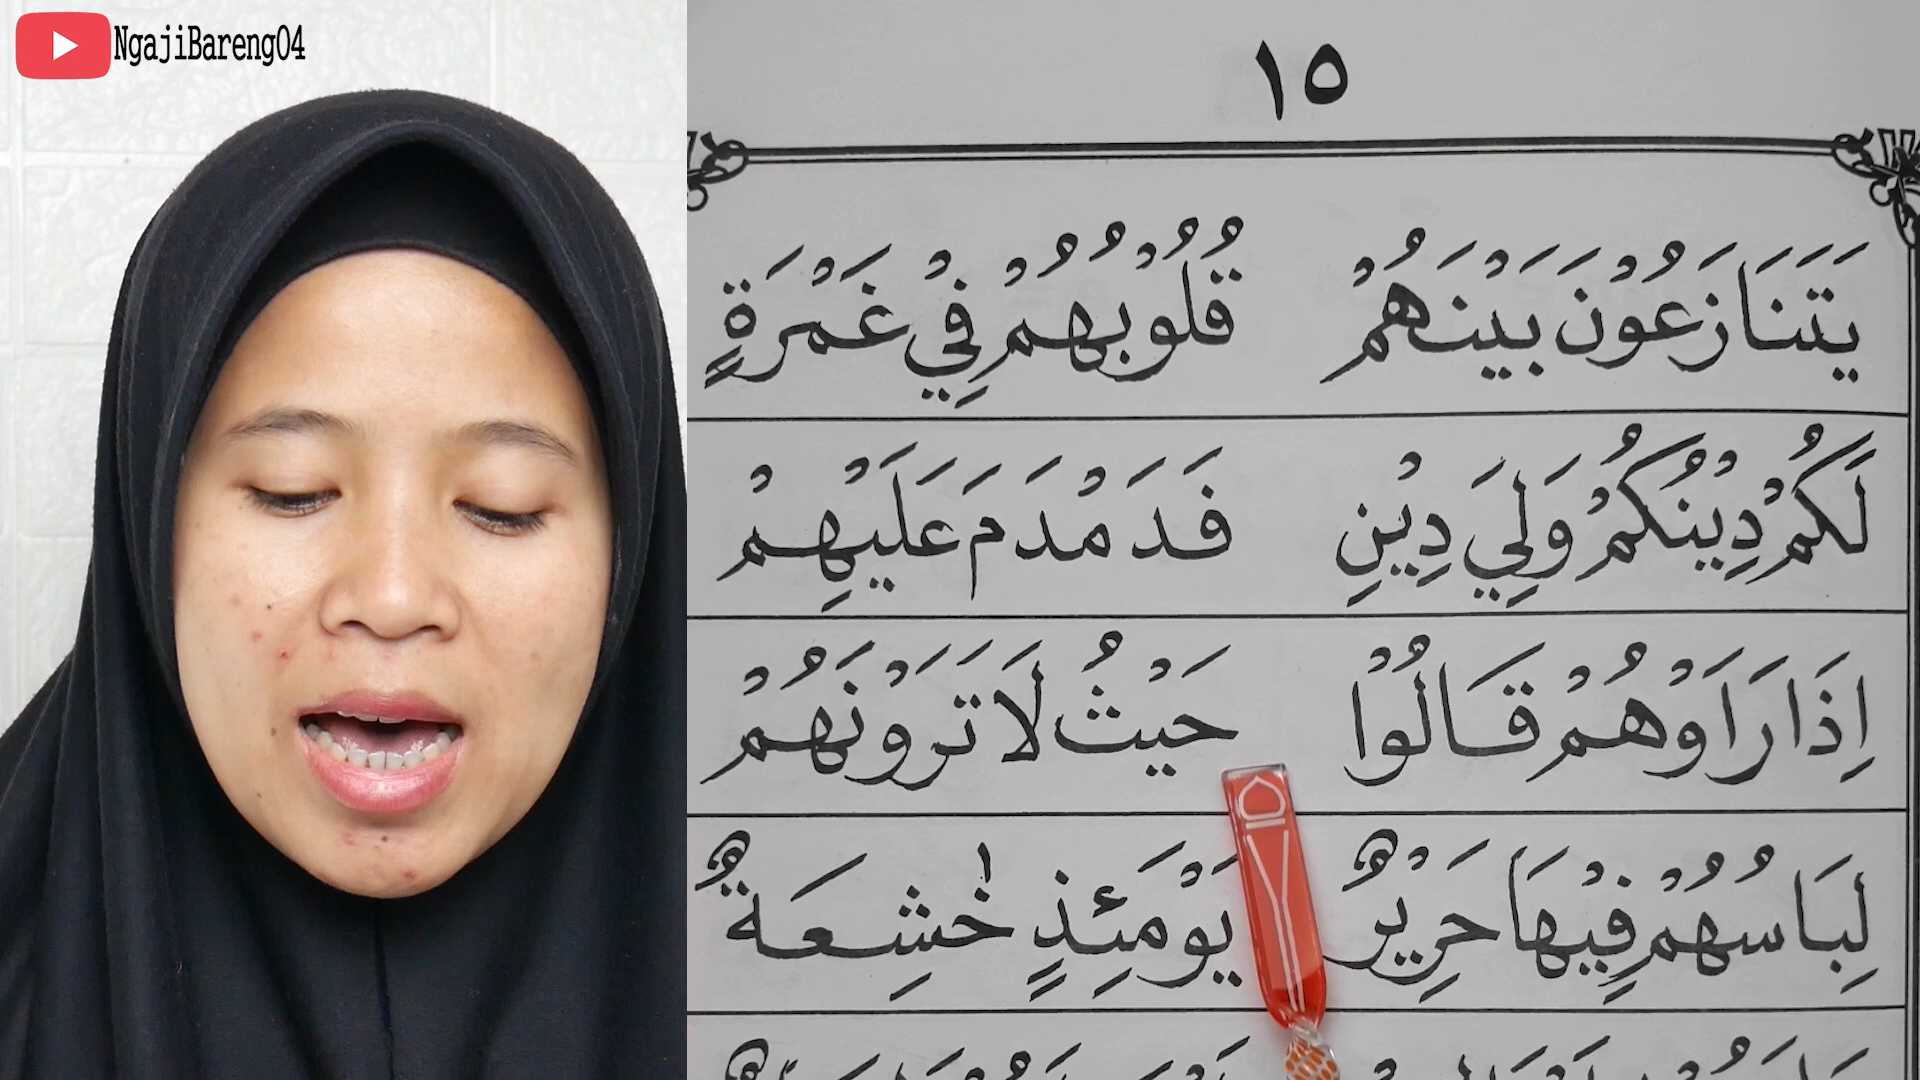 NgajiBareng04
١٥
يَتَنَازَعُوْنَ بَيْنَهُمْ قُلُوْبُهُمْ فِيْ غَمْرَةٍ
لَكُمْ دِيْنُكُمْ وَلِيَ دِيْنِ فَدَمْدَمَ عَلَيْهِمْ
اِذَا رَاَوْهُمْ قَالُوْا حَيْثُ لَا تَرَوْنَهُمْ
لِبَاسُهُمْ فِيْهَا حَرِيْرٌ يَوْمَئِذٍ خٰشِعَةٌ